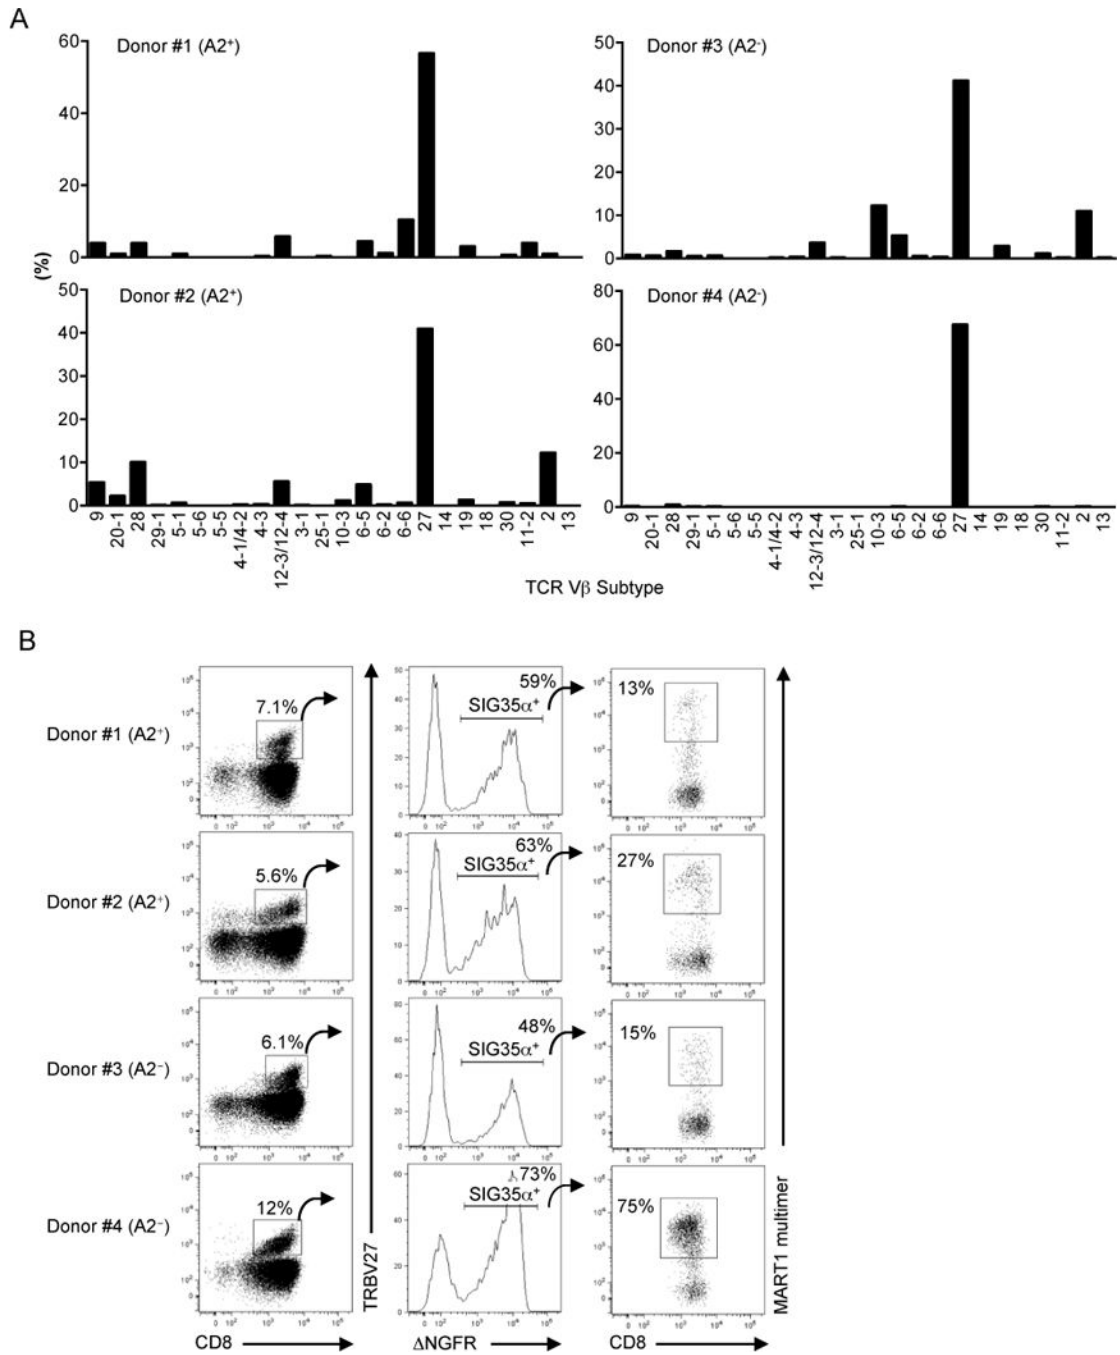 A
Donor #1 (A2⁺)
60
40
20
0
Donor #3 (A2⁻)
50
40
30
20
10
0
(%)
Donor #2 (A2⁺)
50
40
30
20
10
0
Donor #4 (A2⁻)
80
60
40
20
0
9 20-1 28 29-1 5-1 5-6 5-5 4-1/4-2 4-3 12-3/12-4 3-1 25-1 10-3 6-5 6-2 6-6 27 14 19 18 30 11-2 2 13
9 20-1 28 29-1 5-1 5-6 5-5 4-1/4-2 4-3 12-3/12-4 3-1 25-1 10-3 6-5 6-2 6-6 27 14 19 18 30 11-2 2 13
TCR Vβ Subtype
B
Donor #1 (A2⁺)
7.1%
59%
SIG35α⁺
13%
Donor #2 (A2⁺)
5.6%
63%
SIG35α⁺
27%
Donor #3 (A2⁻)
6.1%
48%
SIG35α⁺
15%
Donor #4 (A2⁻)
12%
73%
SIG35α⁺
75%
TRBV27
MART1 multimer
CD8
ΔNGFR
CD8